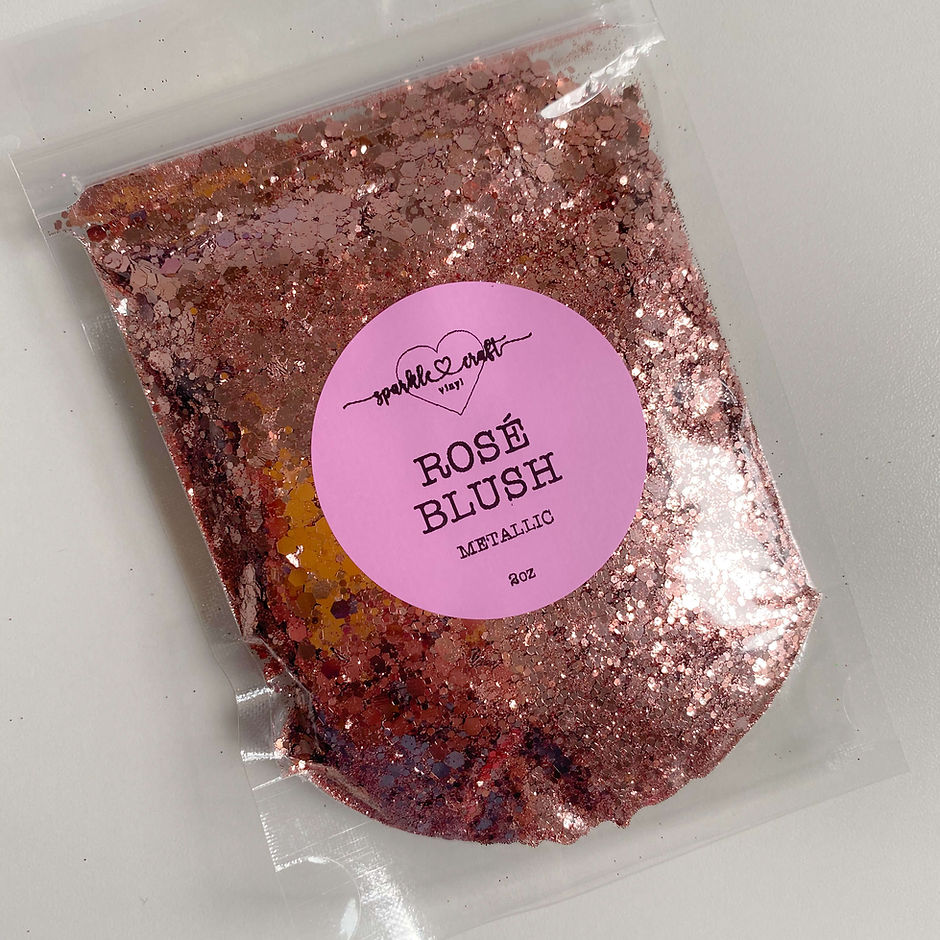 sparkle craft
vinyl
ROSÉ
BLUSH
METALLIC
2oz